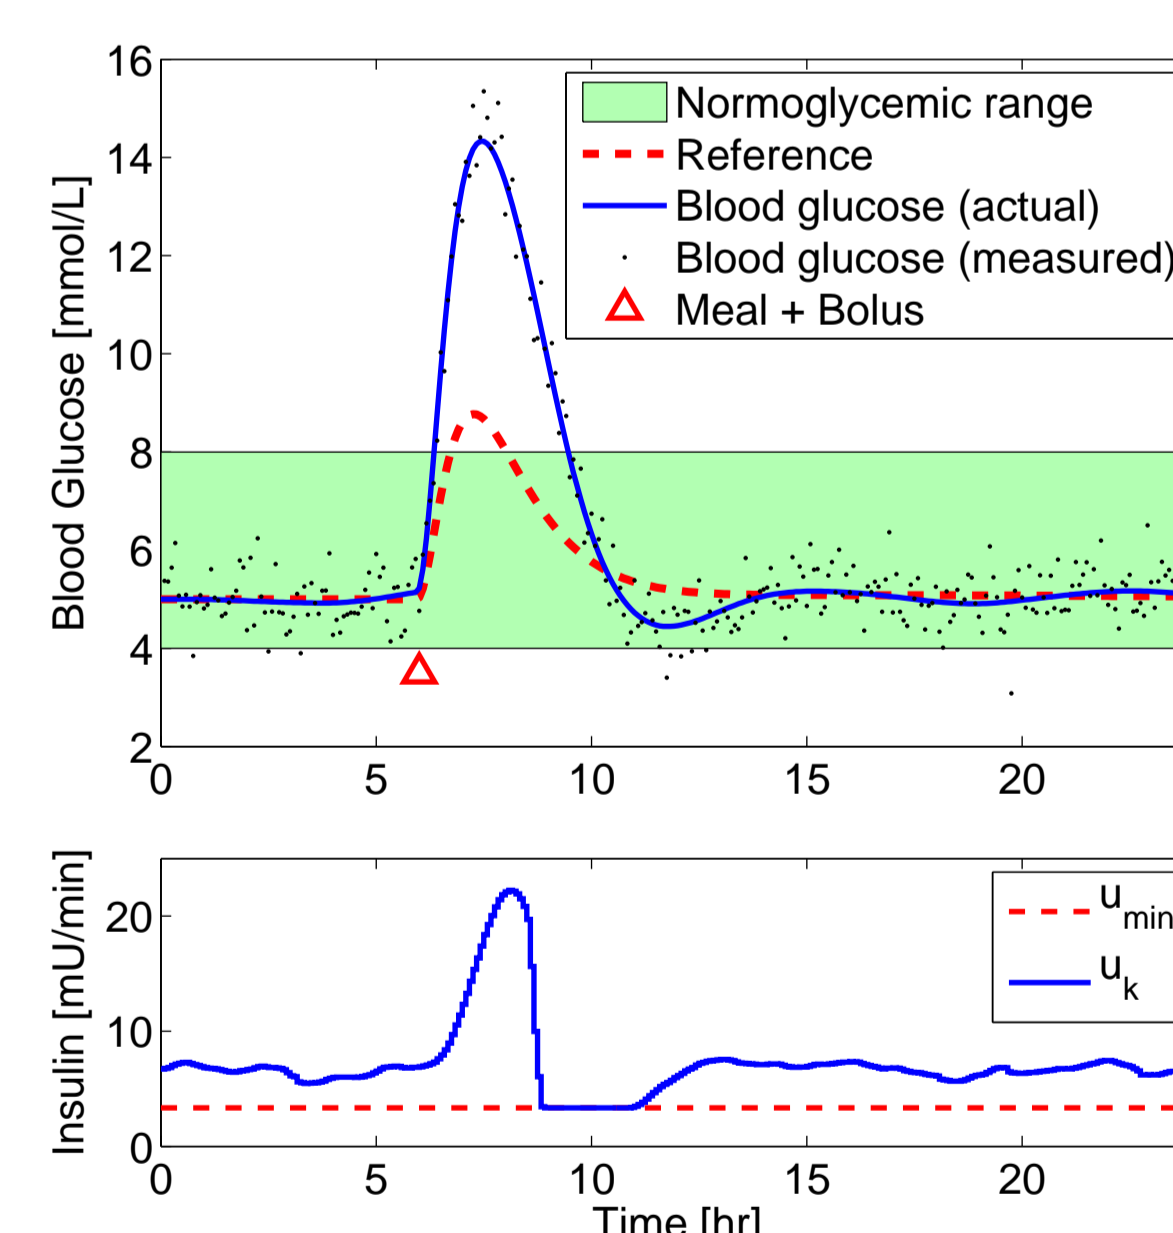 16
14
12
10
8
6
4
2
Blood Glucose [mmol/L]
Normoglycemic range
Reference
Blood glucose (actual)
Blood glucose (measured)
Meal + Bolus
0 5 10 15 20
20
10
0
Insulin [mU/min]
u_min
u_k
0 5 10 15 20
Time [hr]